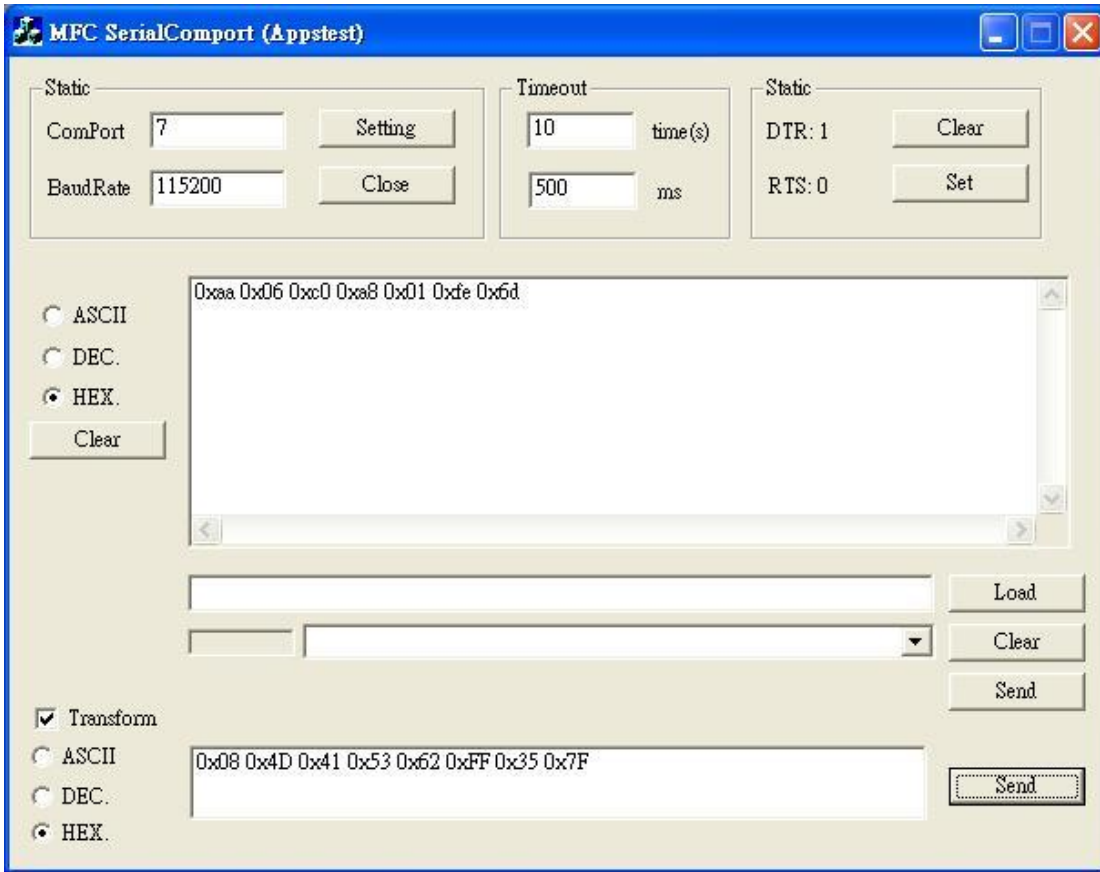 MFC SerialComport (Appstest)
Static
ComPort 7 Setting
BaudRate 115200 Close
Timeout
10 time(s)
500 ms
Static
DTR: 1 Clear
RTS: 0 Set
ASCII
DEC.
HEX.
Clear
0xaa 0x06 0xc0 0xa8 0x01 0xfe 0x6d
Load
Clear
Send
Transform
ASCII
DEC.
HEX.
0x08 0x4D 0x41 0x53 0x62 0xFF 0x35 0x7F
Send